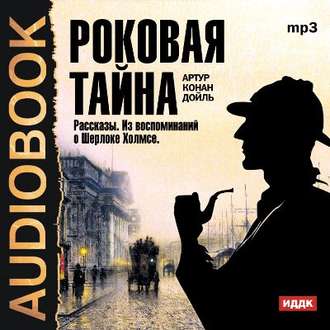 AUDIOBOOK
mp3
РОКОВАЯ
ТАЙНА
АРТУР
КОНАН
ДОЙЛЬ
Рассказы. Из воспоминаний
о Шерлоке Холмсе.
иддк